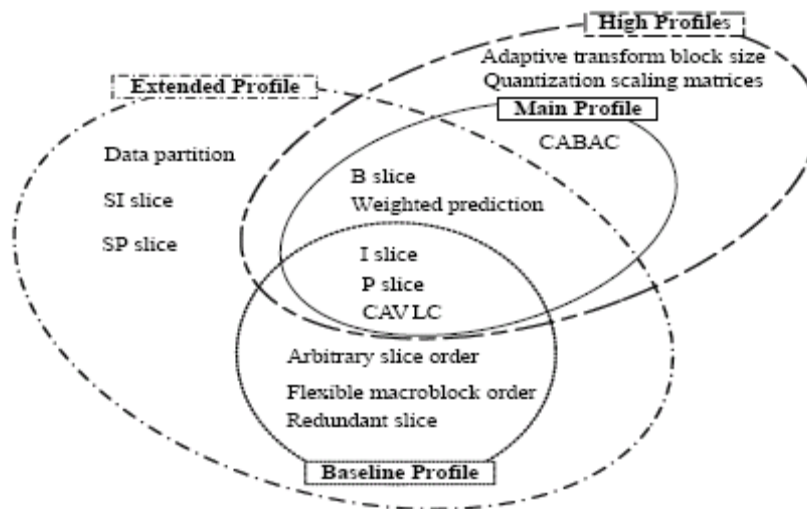 High Profiles
Adaptive transform block size
Quantization scaling matrices
Extended Profile
Main Profile
CABAC
Data partition
B slice
SI slice
Weighted prediction
SP slice
I slice
P slice
CAVLC
Arbitrary slice order
Flexible macroblock order
Redundant slice
Baseline Profile